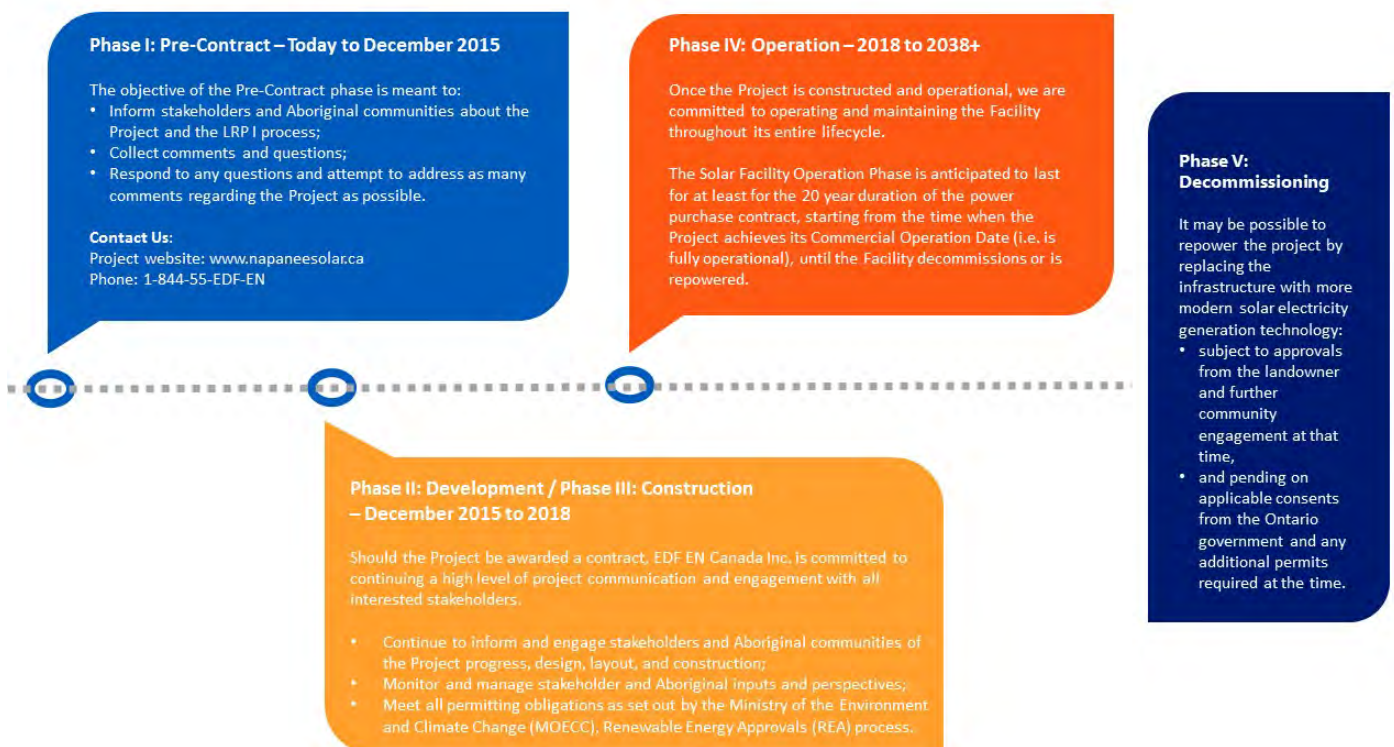 Phase I: Pre-Contract – Today to December 2015
The objective of the Pre-Contract phase is meant to:
• Inform stakeholders and Aboriginal communities about the
Project and the LRP I process;
• Collect comments and questions;
• Respond to any questions and attempt to address as many
comments regarding the Project as possible.
Contact Us:
Project website: www.napaneesolar.ca
Phone: 1-844-55-EDF-EN
Phase II: Development / Phase III: Construction
– December 2015 to 2018
Should the Project be awarded a contract, EDF EN Canada Inc. is committed to
continuing a high level of project communication and engagement with all
interested stakeholders.
• Continue to inform and engage stakeholders and Aboriginal communities of
the Project progress, design, layout, and construction;
• Monitor and manage stakeholder and Aboriginal inputs and perspectives;
• Meet all permitting obligations as set out by the Ministry of the Environment
and Climate Change (MOECC), Renewable Energy Approvals (REA) process.
Phase IV: Operation – 2018 to 2038+
Once the Project is constructed and operational, we are
committed to operating and maintaining the Facility
throughout its entire lifecycle.
The Solar Facility Operation Phase is anticipated to last
for at least for the 20 year duration of the power
purchase contract, starting from the time when the
Project achieves its Commercial Operation Date (i.e. is
fully operational), until the Facility decommissions or is
repowered.
Phase V:
Decommissioning
It may be possible to
repower the project by
replacing the
infrastructure with more
modern solar electricity
generation technology:
• subject to approvals
from the landowner
and further
community
engagement at that
time,
• and pending on
applicable consents
from the Ontario
government and any
additional permits
required at the time.